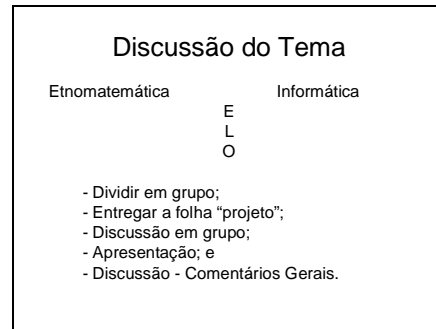 Discussão do Tema
Etnomatemática Informática
E
L
O
- Dividir em grupo;
- Entregar a folha “projeto”;
- Discussão em grupo;
- Apresentação; e
- Discussão - Comentários Gerais.